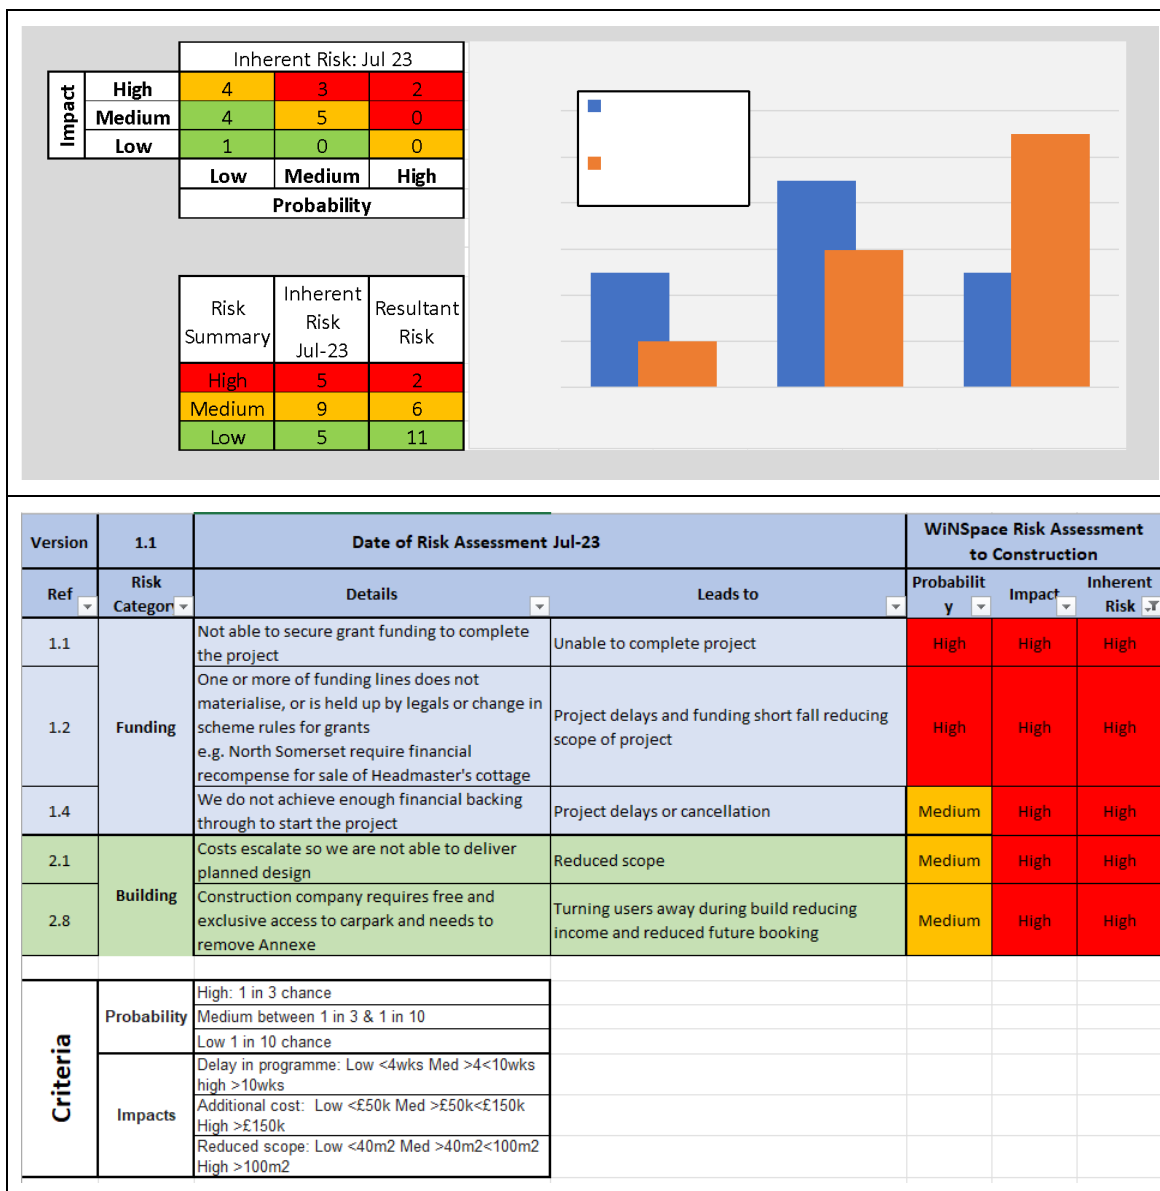 Inherent Risk: Jul 23
Impact
High 4 3 2
Medium 4 5 0
Low 1 0 0
Low Medium High
Probability
Risk Summary Inherent Risk Jul-23 Resultant Risk
High 5 2
Medium 9 6
Low 5 11
Version 1.1 Date of Risk Assessment Jul-23 WiNSpace Risk Assessment
to Construction
Ref Risk Categor Details Leads to Probabilit y Impact Inherent Risk
1.1 Not able to secure grant funding to complete
the project
Unable to complete project High High High
Funding
1.2 One or more of funding lines does not
materialise, or is held up by legals or change in
scheme rules for grants
e.g. North Somerset require financial
recompense for sale of Headmaster's cottage
Project delays and funding short fall reducing
scope of project
High High High
1.4 We do not achieve enough financial backing
through to start the project
Project delays or cancellation Medium High High
Building
2.1 Costs escalate so we are not able to deliver
planned design
Reduced scope Medium High High
2.8 Construction company requires free and
exclusive access to carpark and needs to
remove Annexe
Turning users away during build reducing
income and reduced future booking
Medium High High
Criteria
Probability
High: 1 in 3 chance
Medium between 1 in 3 & 1 in 10
Low 1 in 10 chance
Impacts
Delay in programme: Low <4wks Med >4<10wks
high >10wks
Additional cost: Low <£50k Med >£50k<£150k
High >£150k
Reduced scope: Low <40m2 Med >40m2<100m2
High >100m2